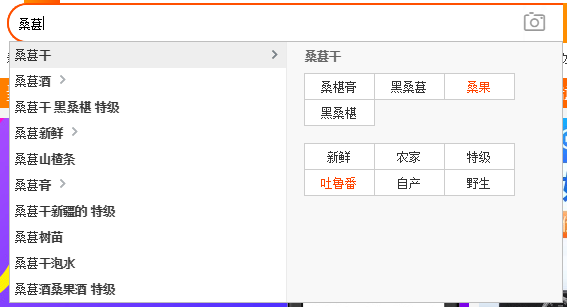 桑葚
桑葚干
桑葚酒
桑葚干 黑桑椹 特级
桑葚新鲜
桑葚山楂条
桑葚膏
桑葚干新疆的 特级
桑葚树苗
桑葚干泡水
桑葚酒桑果酒 特级
桑葚干
桑椹膏 黑桑葚 桑果
黑桑椹
新鲜 农家 特级
吐鲁番 自产 野生